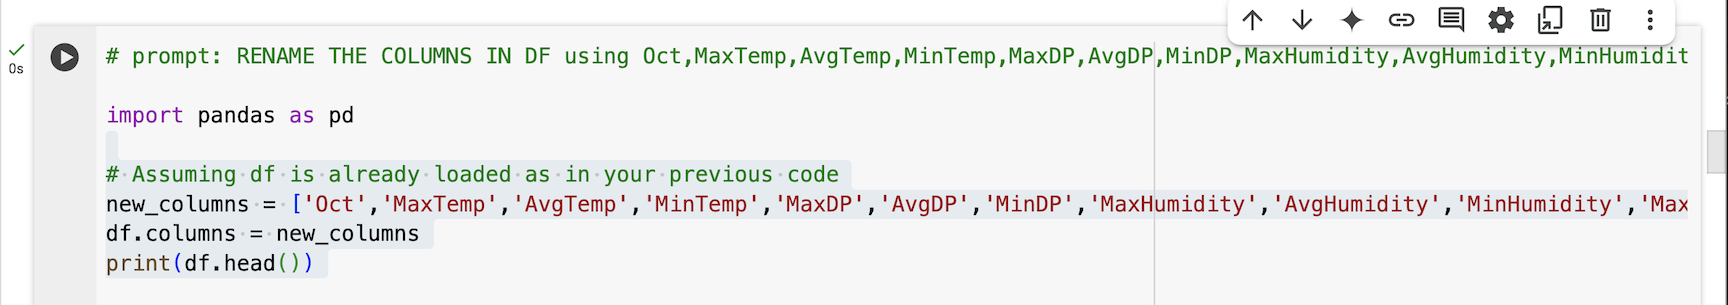 # prompt: RENAME THE COLUMNS IN DF using Oct,MaxTemp,AvgTemp,MinTemp,MaxDP,AvgDP,MinDP,MaxHumidity,AvgHumidity,MinHumidit
0s
import pandas as pd
# Assuming df is already loaded as in your previous code
new_columns = ['Oct','MaxTemp','AvgTemp','MinTemp','MaxDP','AvgDP','MinDP','MaxHumidity','AvgHumidity','MinHumidity','Max
df.columns = new_columns
print(df.head())